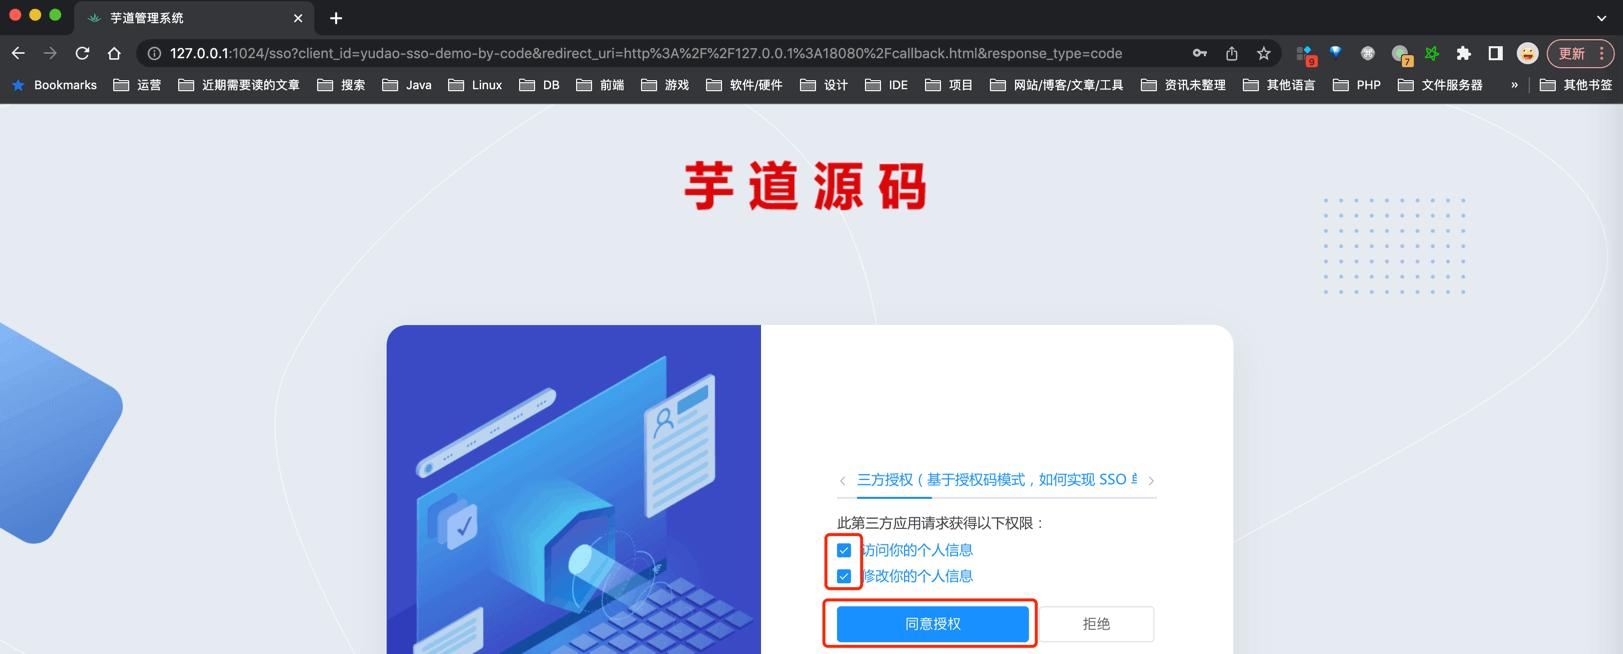 芋道管理系统
127.0.0.1:1024/sso?client_id=yudao-sso-demo-by-code&redirect_uri=http%3A%2F%2F127.0.0.1%3A18080%2Fcallback.html&response_type=code
9
7
更新
Bookmarks 运营 近期需要读的文章 搜索 Java Linux DB 前端 游戏 软件/硬件 设计 IDE 项目 网站/博客/文章/工具 资讯未整理 其他语言 PHP 文件服务器 » 其他书签
芋道源码
三方授权（基于授权码模式，如何实现 SSO
此第三方应用请求获得以下权限：
访问你的个人信息
修改你的个人信息
同意授权 拒绝